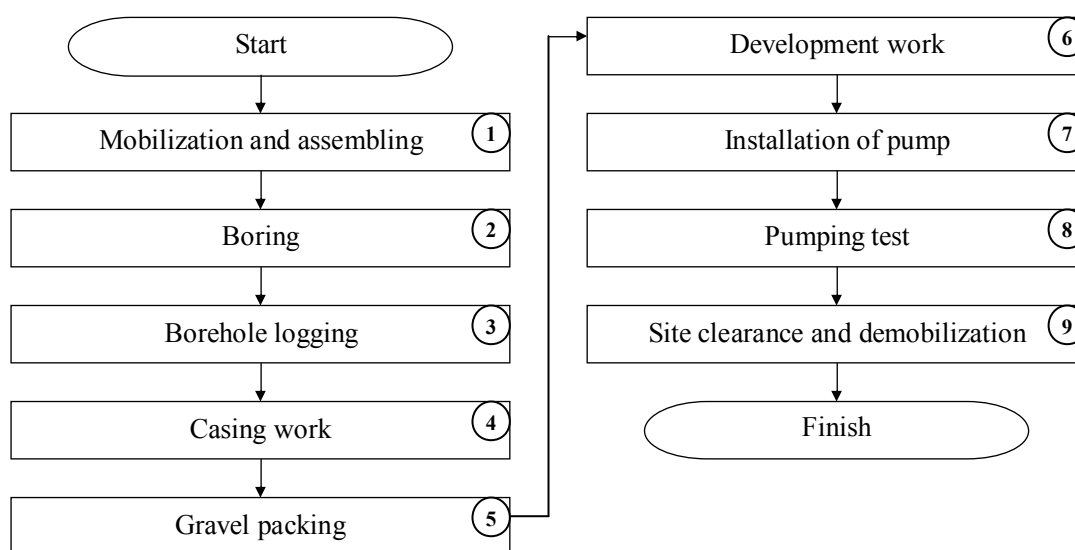 Start
Mobilization and assembling 1
Boring 2
Borehole logging 3
Casing work 4
Gravel packing 5
Development work 6
Installation of pump 7
Pumping test 8
Site clearance and demobilization 9
Finish